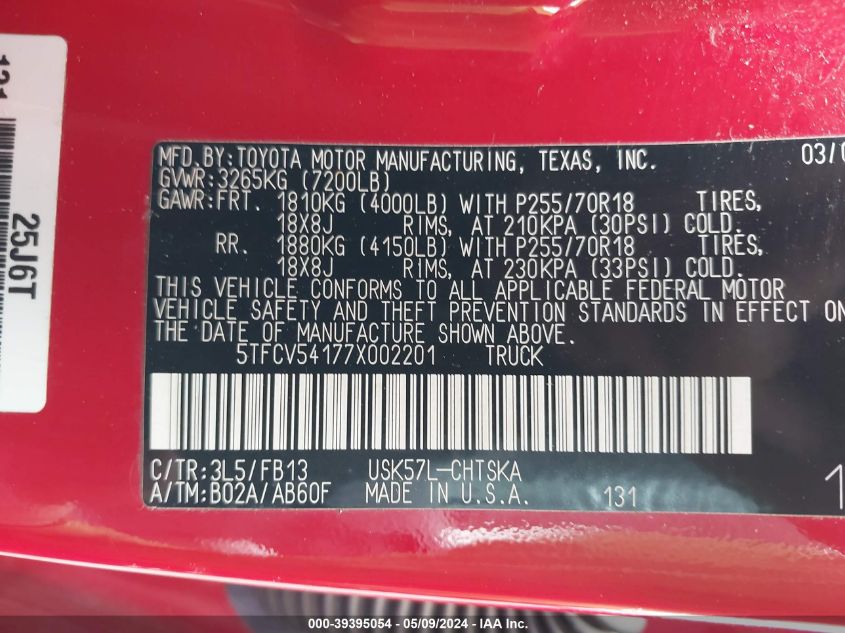 121
25J6T
MFD.BY:TOYOTA MOTOR MANUFACTURING, TEXAS, INC. 03/0
GVWR:3265KG (7200LB)
GAWR:FRT. 1810KG (4000LB) WITH P255/70R18 TIRES,
18X8J RIMS, AT 210KPA (30PSI) COLD.
RR. 1880KG (4150LB) WITH P255/70R18 TIRES,
18X8J RIMS, AT 230KPA (33PSI) COLD.
THIS VEHICLE CONFORMS TO ALL APPLICABLE FEDERAL MOTOR
VEHICLE SAFETY AND THEFT PREVENTION STANDARDS IN EFFECT ON
THE DATE OF MANUFACTURE SHOWN ABOVE.
5TFCV54177X002201 TRUCK
C/TR:3L5/FB13 USK57L-CHTSKA
A/TM:B02A/AB60F MADE IN U.S.A. 131 1
000-39395054 - 05/09/2024 - IAA Inc.